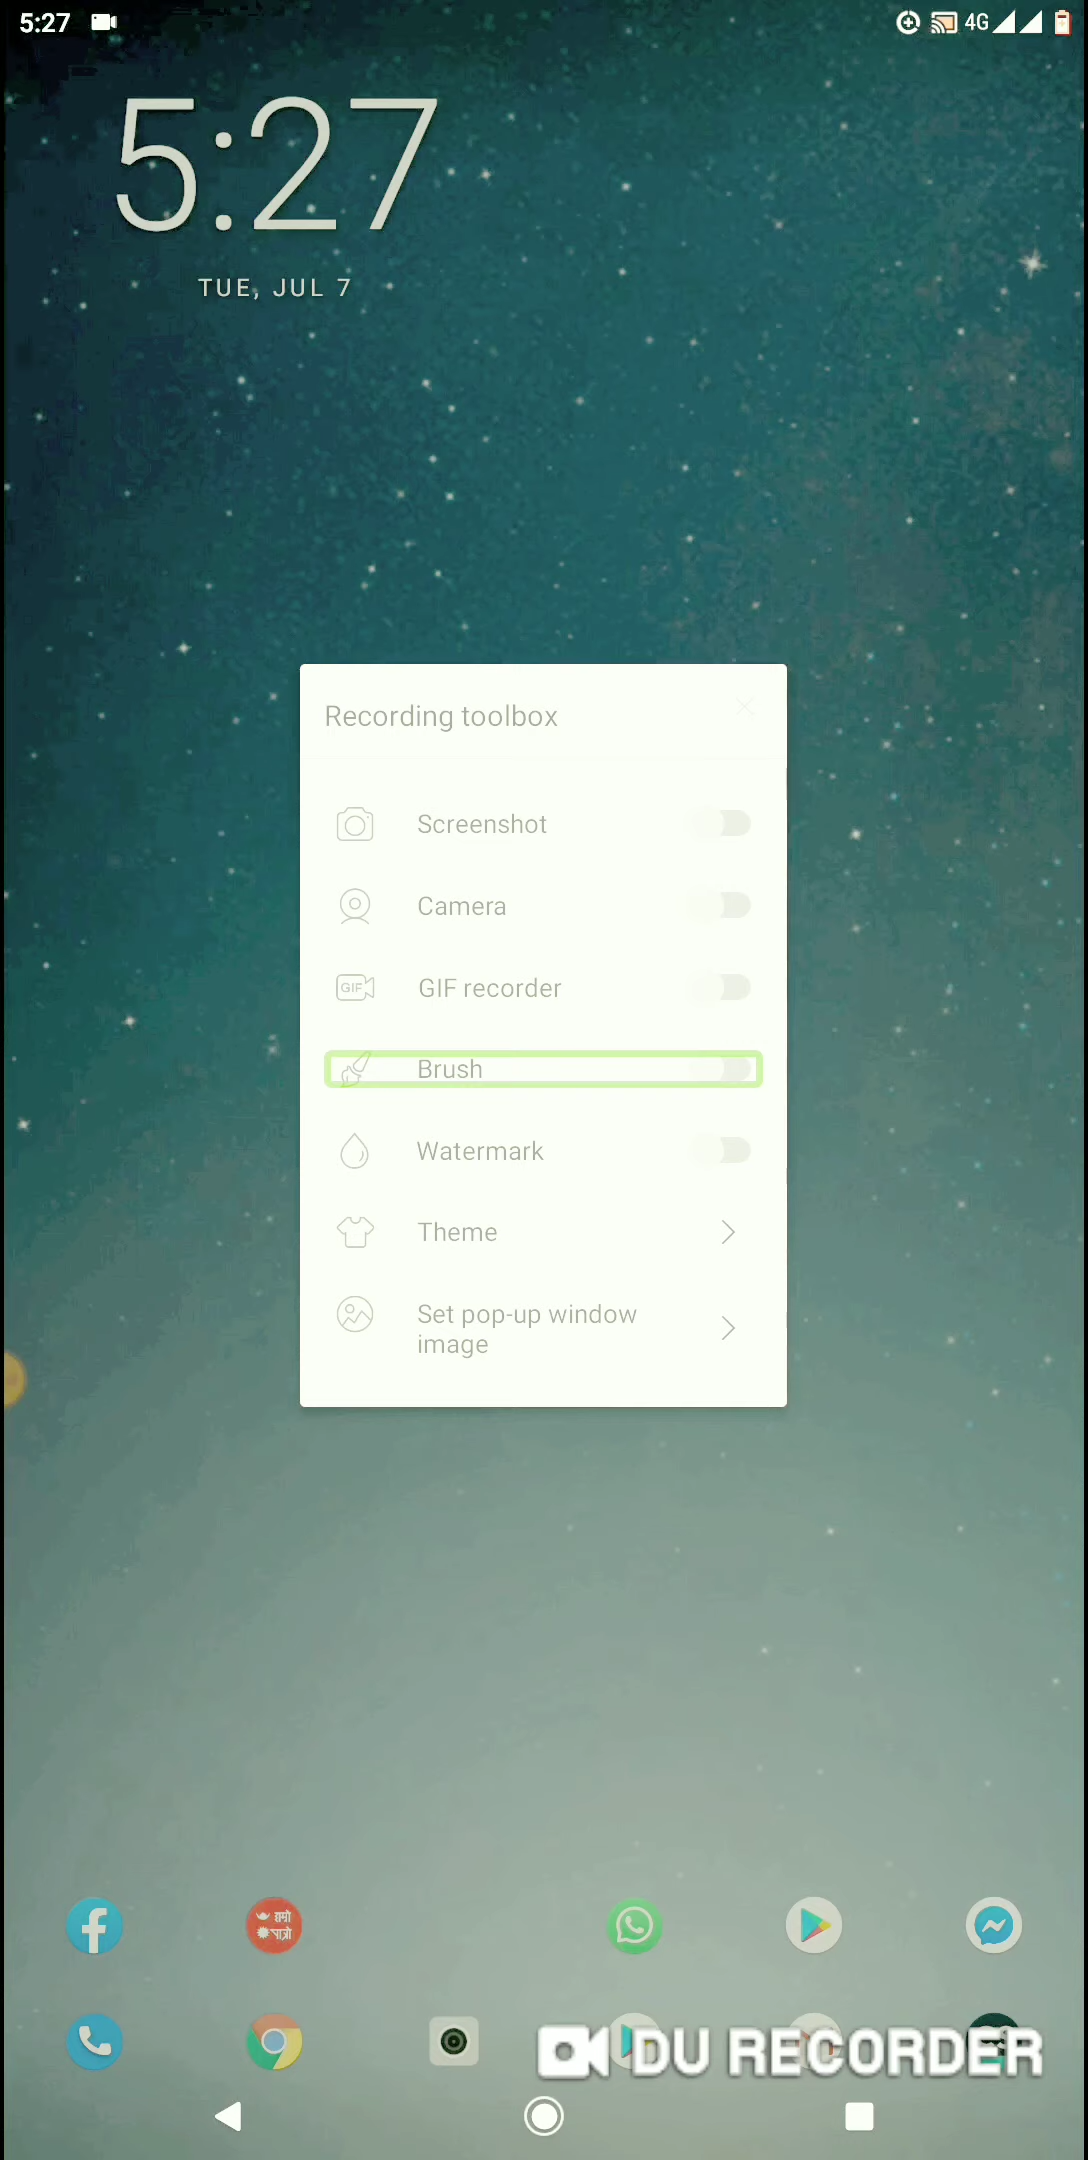 5:27
4G
5:27
TUE, JUL 7
Recording toolbox
Screenshot
Camera
GIF
GIF recorder
Brush
Watermark
Theme
Set pop-up window
image
हाम्रो
पात्रो
DU RECORDER